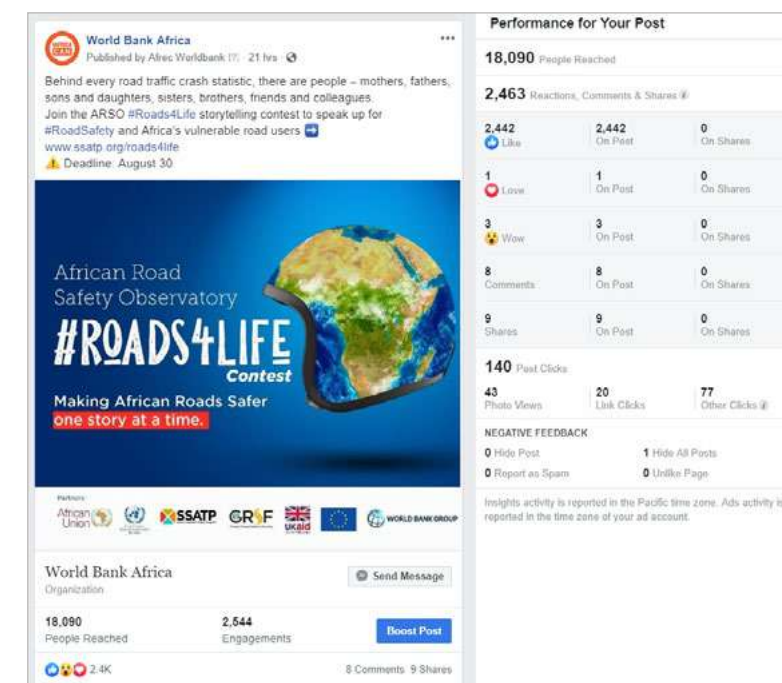 World Bank Africa
Published by Afrec Worldbank [?] · 21 hrs ·
Behind every road traffic crash statistic, there are people – mothers, fathers,
sons and daughters, sisters, brothers, friends and colleagues.
Join the ARSO #Roads4Life storytelling contest to speak up for
#RoadSafety and Africa's vulnerable road users
www.ssatp.org/roads4life
Deadline: August 30
African Road
Safety Observatory
#ROADS4LIFE
Contest
Making African Roads Safer
one story at a time.
Partners
African
Union
SSATP
GRSF
UKaid
WORLD BANK GROUP
World Bank Africa
Organization
Send Message
18,090
People Reached
2,544
Engagements
Boost Post
2.4K
8 Comments 9 Shares
Performance for Your Post
18,090 People Reached
2,463 Reactions, Comments & Shares
2,442
Like
2,442
On Post
0
On Shares
1
Love
1
On Post
0
On Shares
3
Wow
3
On Post
0
On Shares
8
Comments
8
On Post
0
On Shares
9
Shares
9
On Post
0
On Shares
140 Post Clicks
43
Photo Views
20
Link Clicks
77
Other Clicks
NEGATIVE FEEDBACK
0 Hide Post
1 Hide All Posts
0 Report as Spam
0 Unlike Page
Insights activity is reported in the Pacific time zone. Ads activity is
reported in the time zone of your ad account.